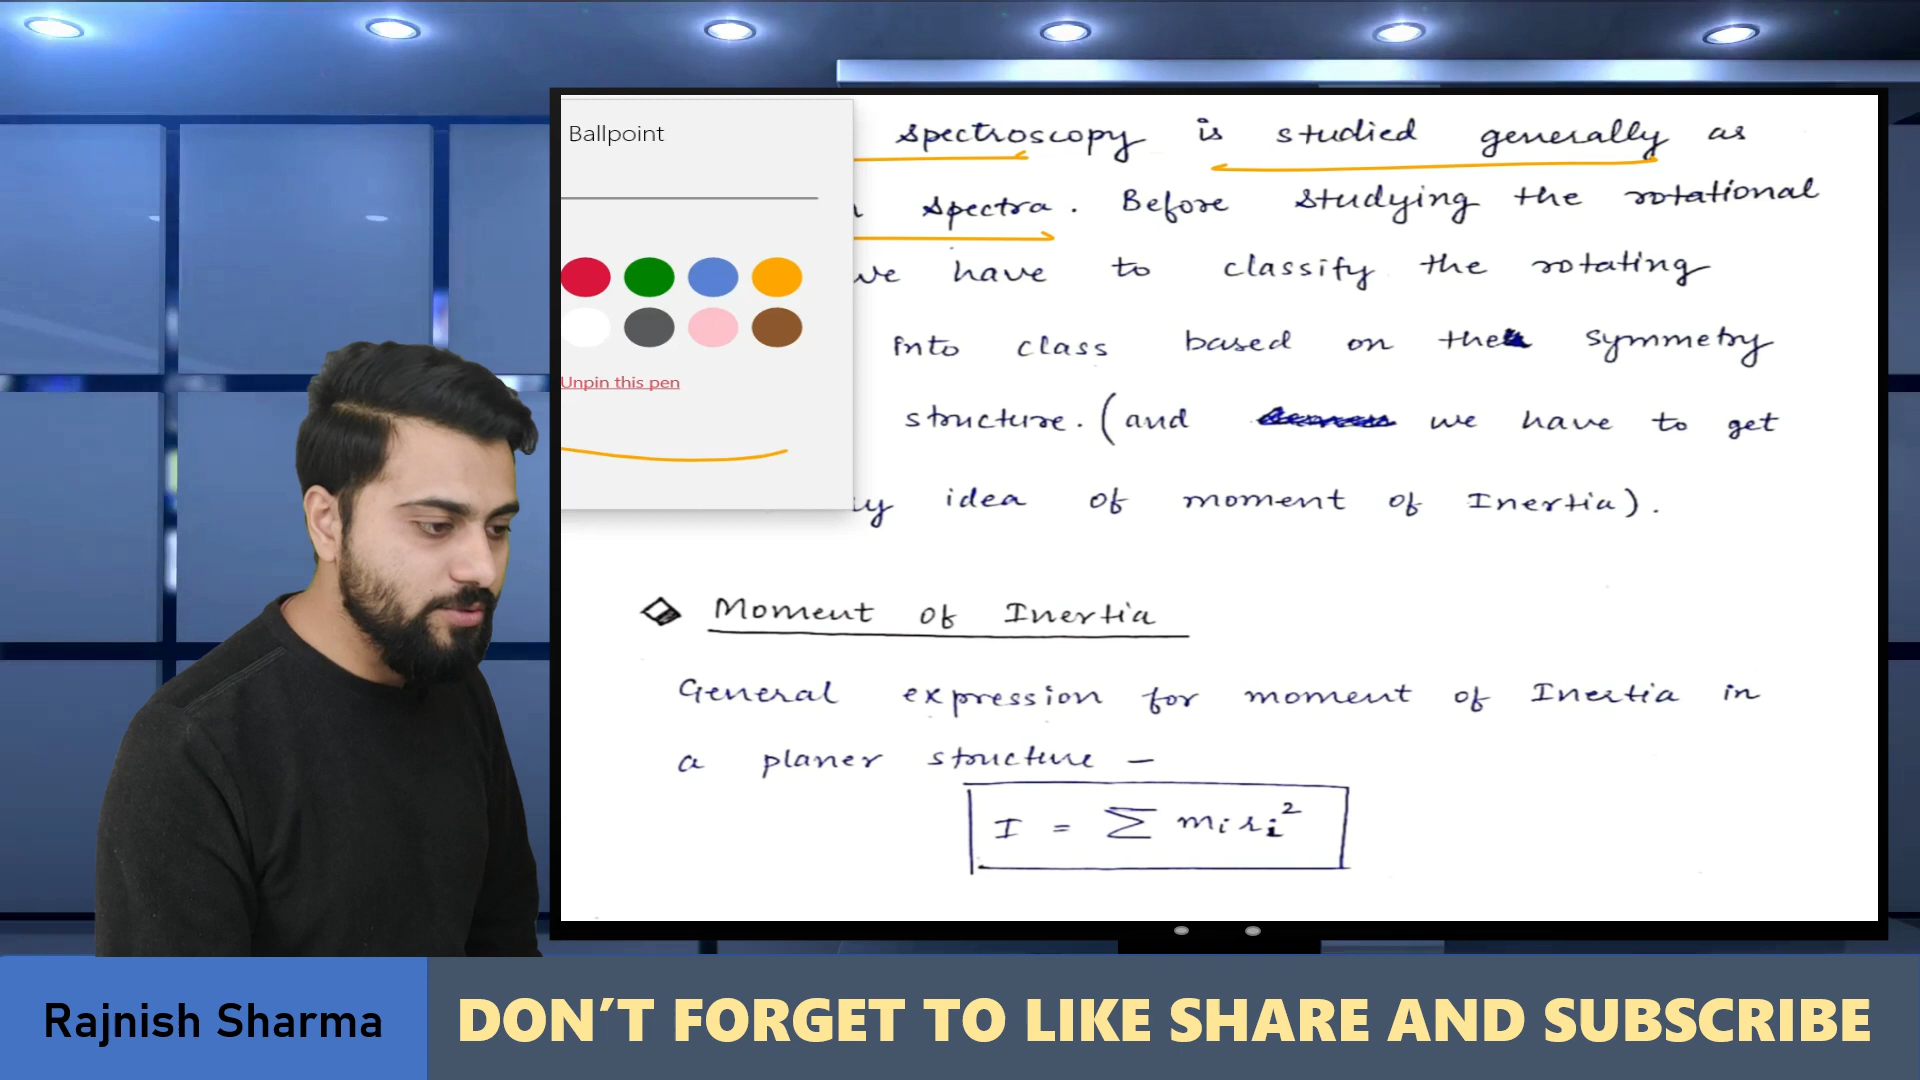 Ballpoint
Unpin this pen
spectroscopy is studied generally as
spectra. Before studying the rotational
we have to classify the rotating
into class based on the symmetry
structure. (and we have to get
idea of moment of Inertia).
Moment of Inertia
General expression for moment of Inertia in
a planer structure –
I = ∑ miri²
Rajnish Sharma
DON'T FORGET TO LIKE SHARE AND SUBSCRIBE